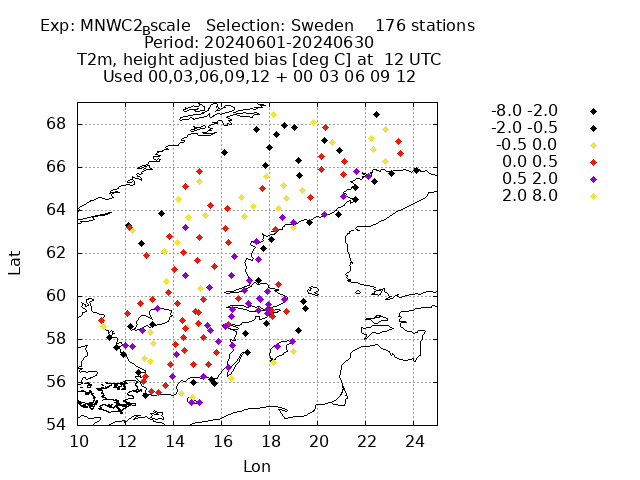 Exp: MNWC2_Bscale   Selection: Sweden    176 stations
Period: 20240601-20240630
T2m, height adjusted bias [deg C] at  12 UTC
Used 00,03,06,09,12 + 00 03 06 09 12
-8.0 -2.0
-2.0 -0.5
-0.5 0.0
0.0 0.5
0.5 2.0
2.0 8.0
68
66
64
62
60
58
56
54
Lat
10 12 14 16 18 20 22 24
Lon